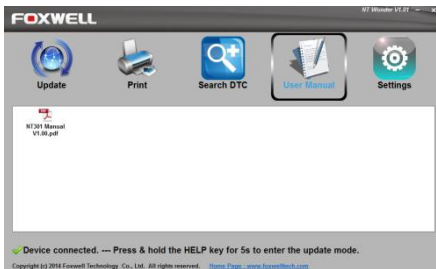 NT Wonder V1.01
FOXWELL
Update
Print
Search DTC
User Manual
Settings
NT301 Manual
V1.00.pdf
Device connected. --- Press & hold the HELP key for 5s to enter the update mode.
Copyright (c) 2014 Foxwell Technology Co., Ltd. All rights reserved. Home Page : www.foxwelltech.com